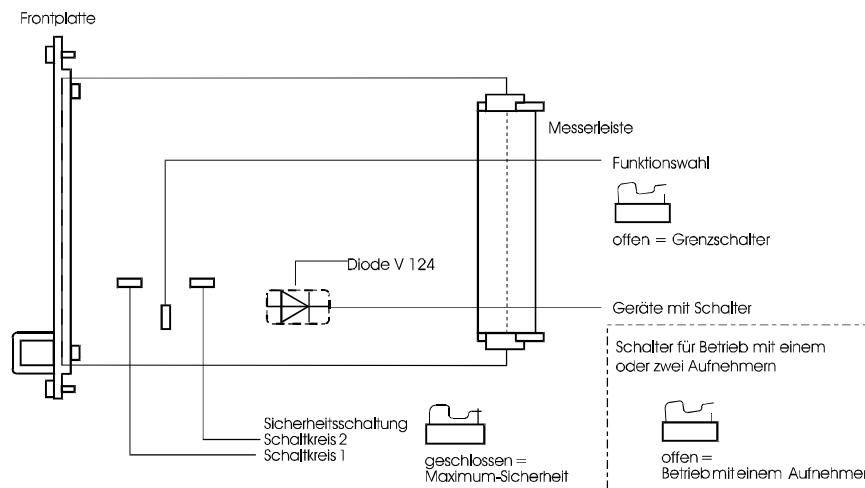 Frontplatte
Messerleiste
Funktionswahl
offen = Grenzschalter
Diode V 124
Geräte mit Schalter
Schalter für Betrieb mit einem
oder zwei Aufnehmern
Sicherheitsschaltung
Schaltkreis 2
Schaltkreis 1
geschlossen =
Maximum-Sicherheit
offen =
Betrieb mit einem Aufnehmer